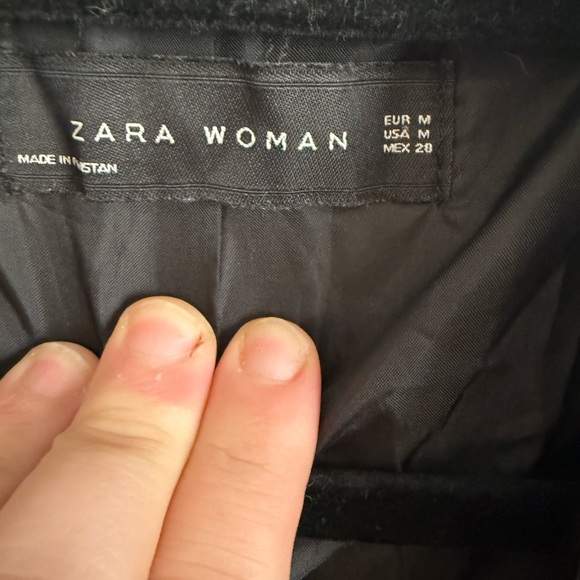 ZARA WOMAN
EUR M
USA M
MEX 28
MADE IN